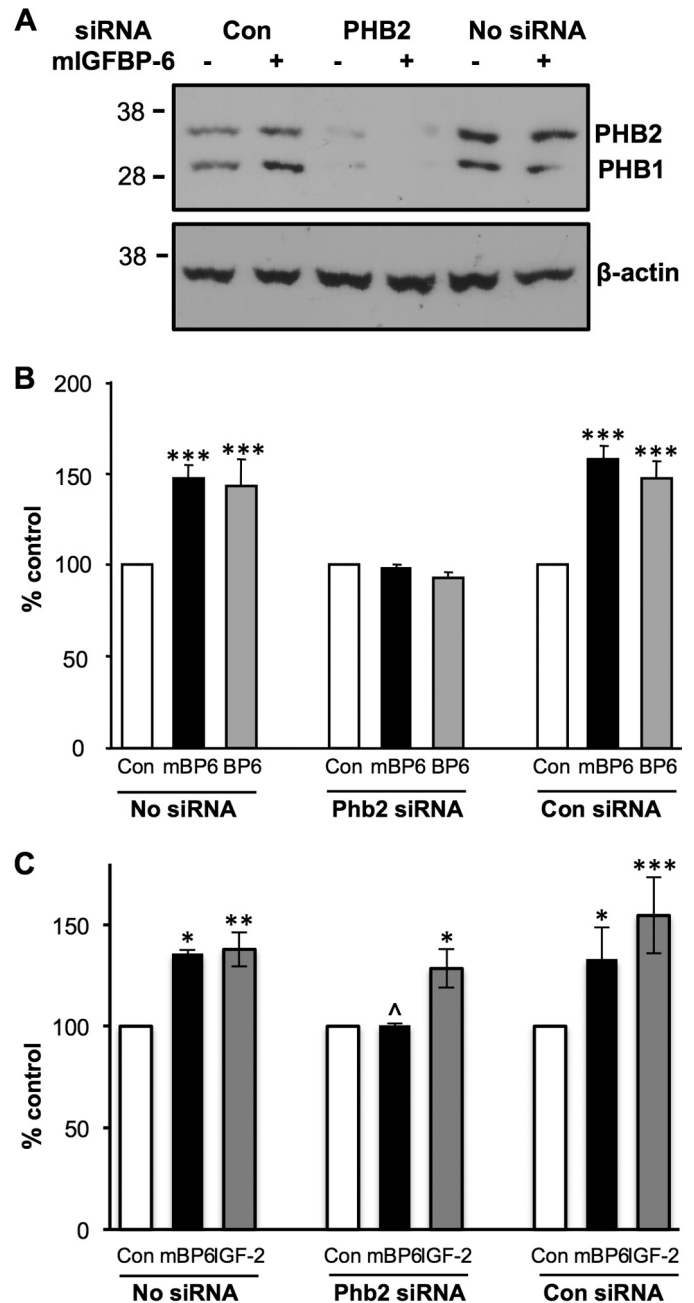 A
siRNA Con PHB2 No siRNA
mIGFBP-6 - + - + - +
38
PHB2
28
PHB1
38
β-actin
B
200
150
100
50
0
% control
*** *** *** ***
Con mBP6 BP6 Con mBP6 BP6 Con mBP6 BP6
No siRNA Phb2 siRNA Con siRNA
C
150
100
50
0
% control
* ** ^ * * ***
Con mBP6 IGF-2 Con mBP6 IGF-2 Con mBP6 IGF-2
No siRNA Phb2 siRNA Con siRNA